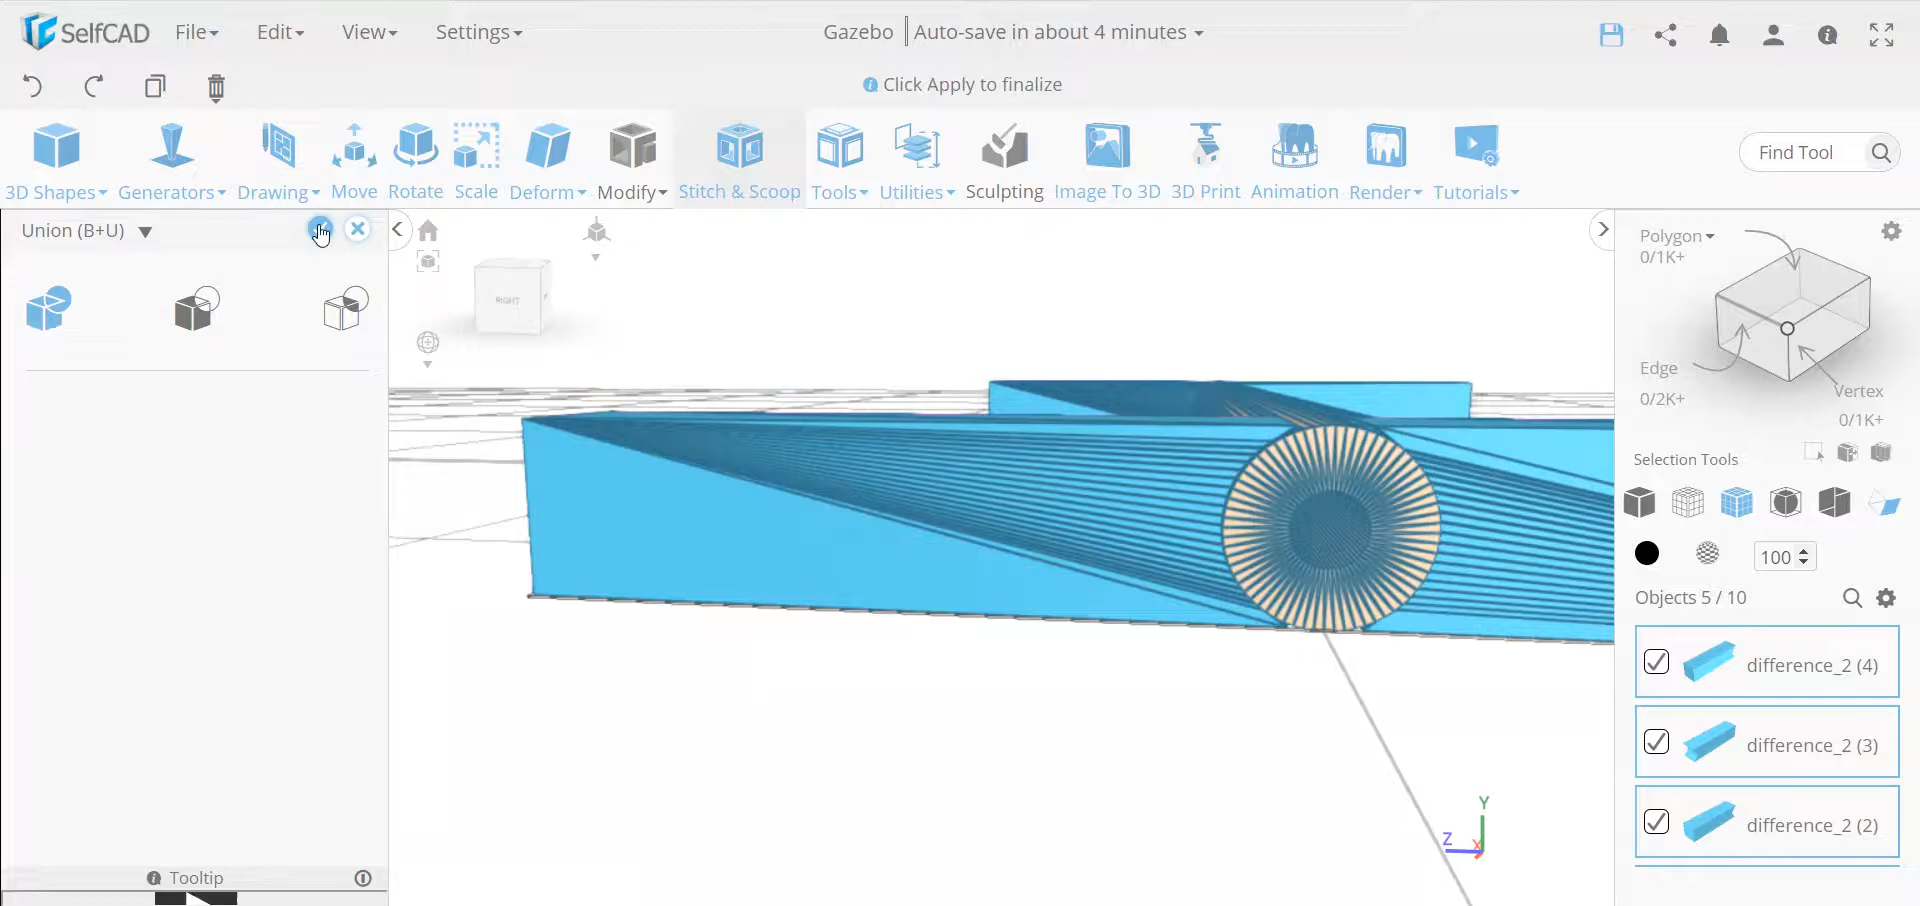 SelfCAD File Edit View Settings Gazebo Auto-save in about 4 minutes
Click Apply to finalize
3D Shapes Generators Drawing Move Rotate Scale Deform Modify Stitch & Scoop Tools Utilities Sculpting Image To 3D 3D Print Animation Render Tutorials
Find Tool
Union (B+U)
RIGHT
Polygon
0/1K+
Edge
0/2K+
Vertex
0/1K+
Selection Tools
100
Objects 5 / 10
difference_2 (4)
difference_2 (3)
difference_2 (2)
Y
Z
X
Tooltip